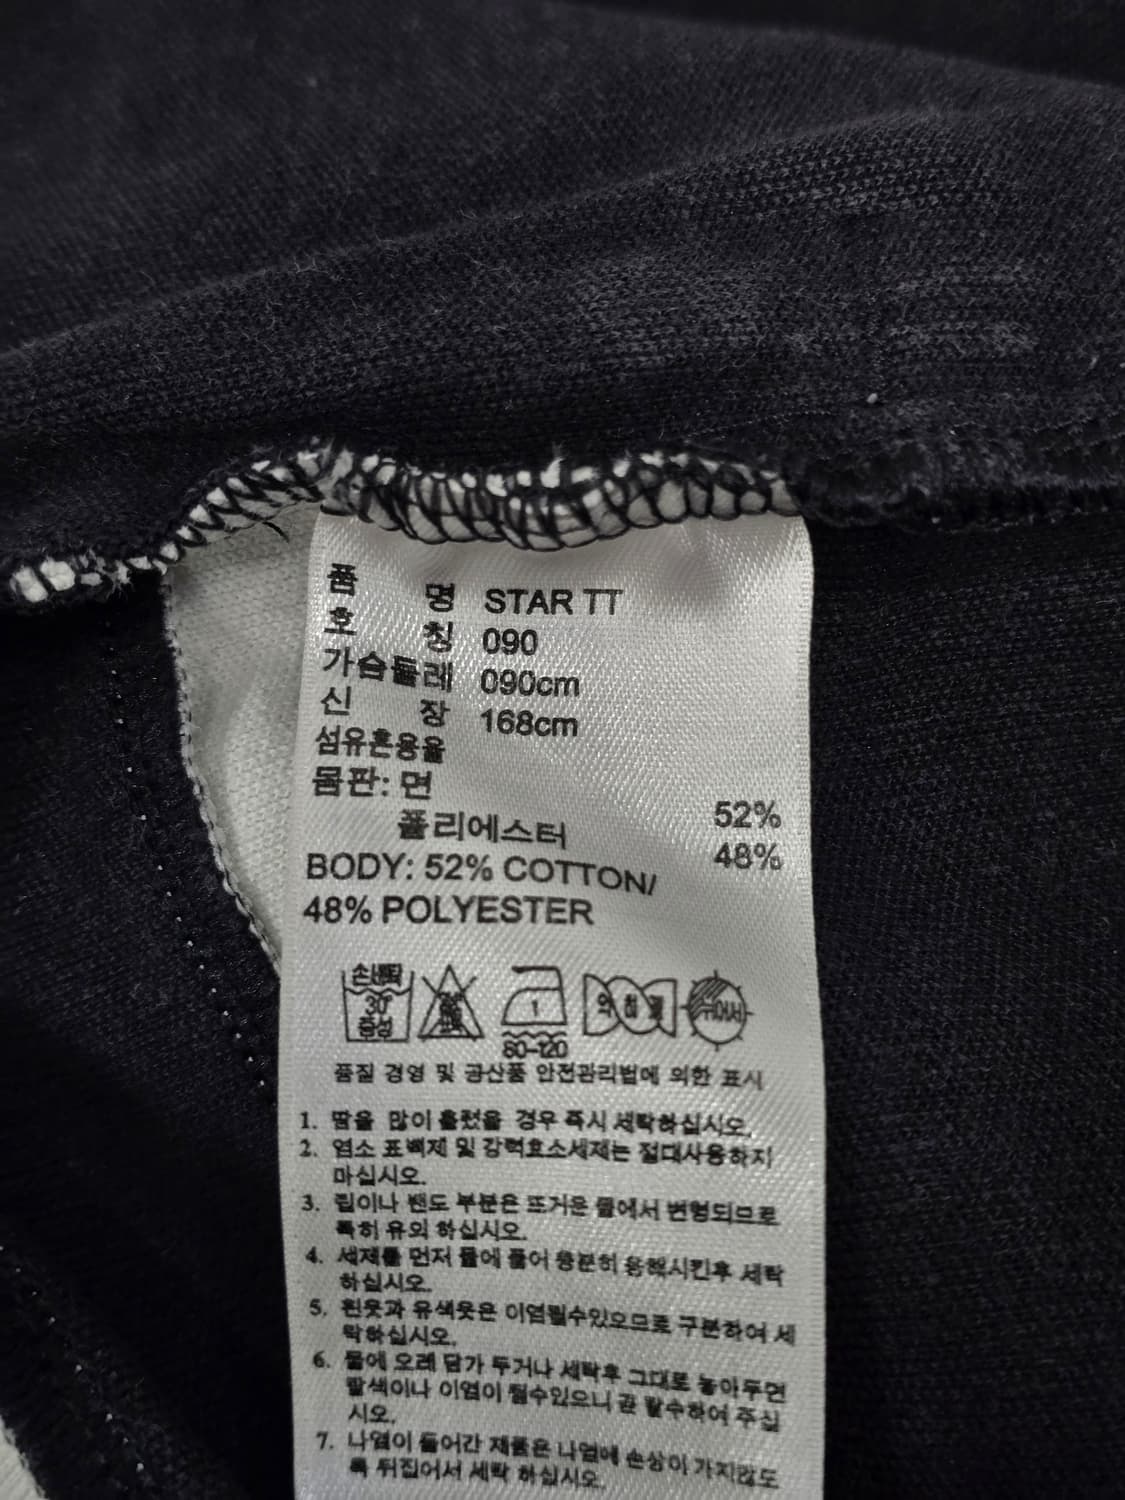 품 명 STAR TT
호 칭 090
가슴둘레 090cm
신 장 168cm
섬유혼용율
몸판: 면 52%
폴리에스터 48%
BODY: 52% COTTON/
48% POLYESTER
손세탁 30° 중성
1
80-120
약하게
뉘어서
품질 경영 및 공산품 안전관리법에 의한 표시
1. 땀을 많이 흘렸을 경우 즉시 세탁하십시오.
2. 염소 표백제 및 강력효소세제는 절대사용하지
마십시오.
3. 립이나 밴드 부분은 뜨거운 물에서 변형되므로
특히 유의 하십시오.
4. 세제를 먼저 물에 풀어 충분히 용해시킨후 세탁
하십시오.
5. 흰옷과 유색옷은 이염될수있으므로 구분하여 세
탁하십시오.
6. 물에 오래 담가 두거나 세탁후 그대로 놓아두면
탈색이나 이염이 될수있으니 곧 탈수하여 주십
시오.
7. 나염이 들어간 제품은 나염에 손상이 가지않도
록 뒤집어서 세탁 하십시오.